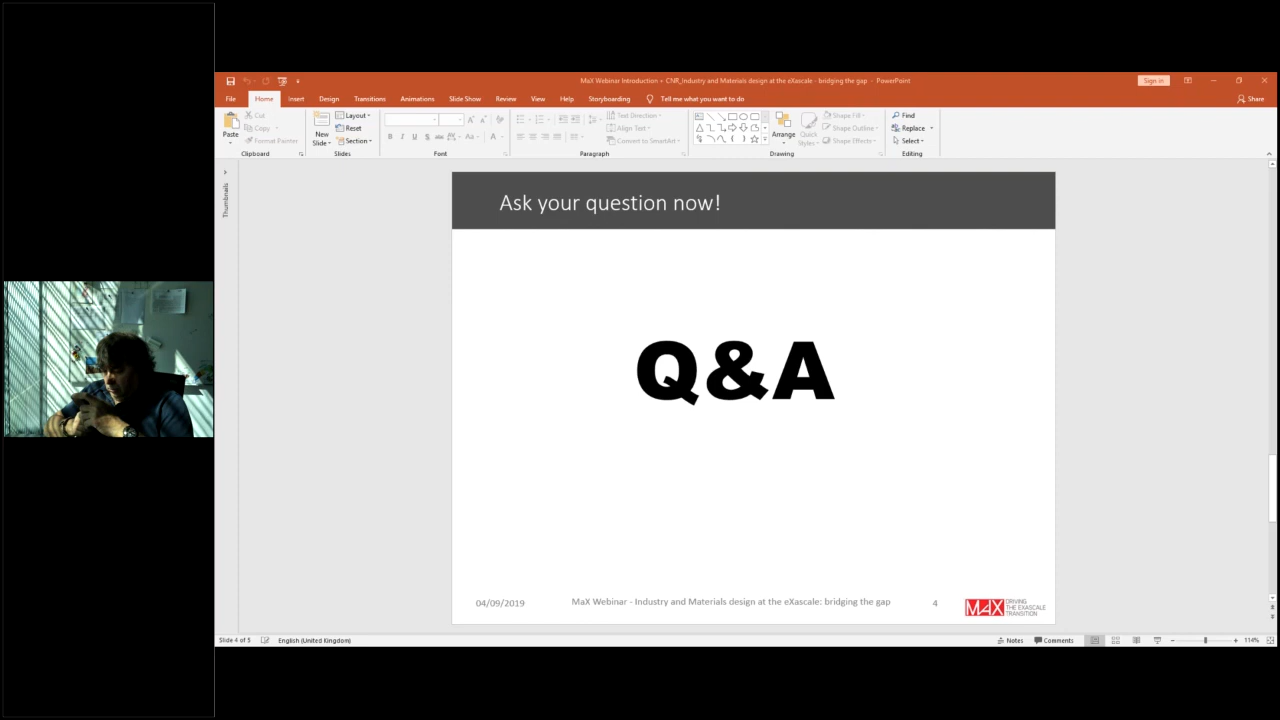 MaX Webinar Introduction + CNR_Industry and Materials design at the eXascale - bridging the gap - PowerPoint
Sign in
File Home Insert Design Transitions Animations Slide Show Review View Help Storyboarding Tell me what you want to do Share
Paste
Cut
Copy
Format Painter
Clipboard
New Slide
Layout
Reset
Section
Slides
Font
Text Direction
Align Text
Convert to SmartArt
Paragraph
Arrange
Quick Styles
Shape Fill
Shape Outline
Shape Effects
Drawing
Find
Replace
Select
Editing
Thumbnails
Ask your question now!
Q&A
04/09/2019
MaX Webinar - Industry and Materials design at the eXascale: bridging the gap
4
MAX DRIVING
THE EXASCALE
TRANSITION
Slide 4 of 5 English (United Kingdom) Notes Comments 114%